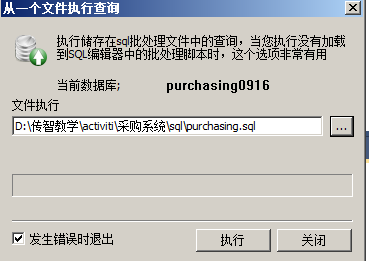 从一个文件执行查询
执行储存在sql批处理文件中的查询，当您执行没有加载
到SQL编辑器中的批处理脚本时，这个选项非常有用
当前数据库; purchasing0916
文件执行
D:\传智教学\activiti\采购系统\sql\purchasing.sql ...
发生错误时退出 执行 关闭